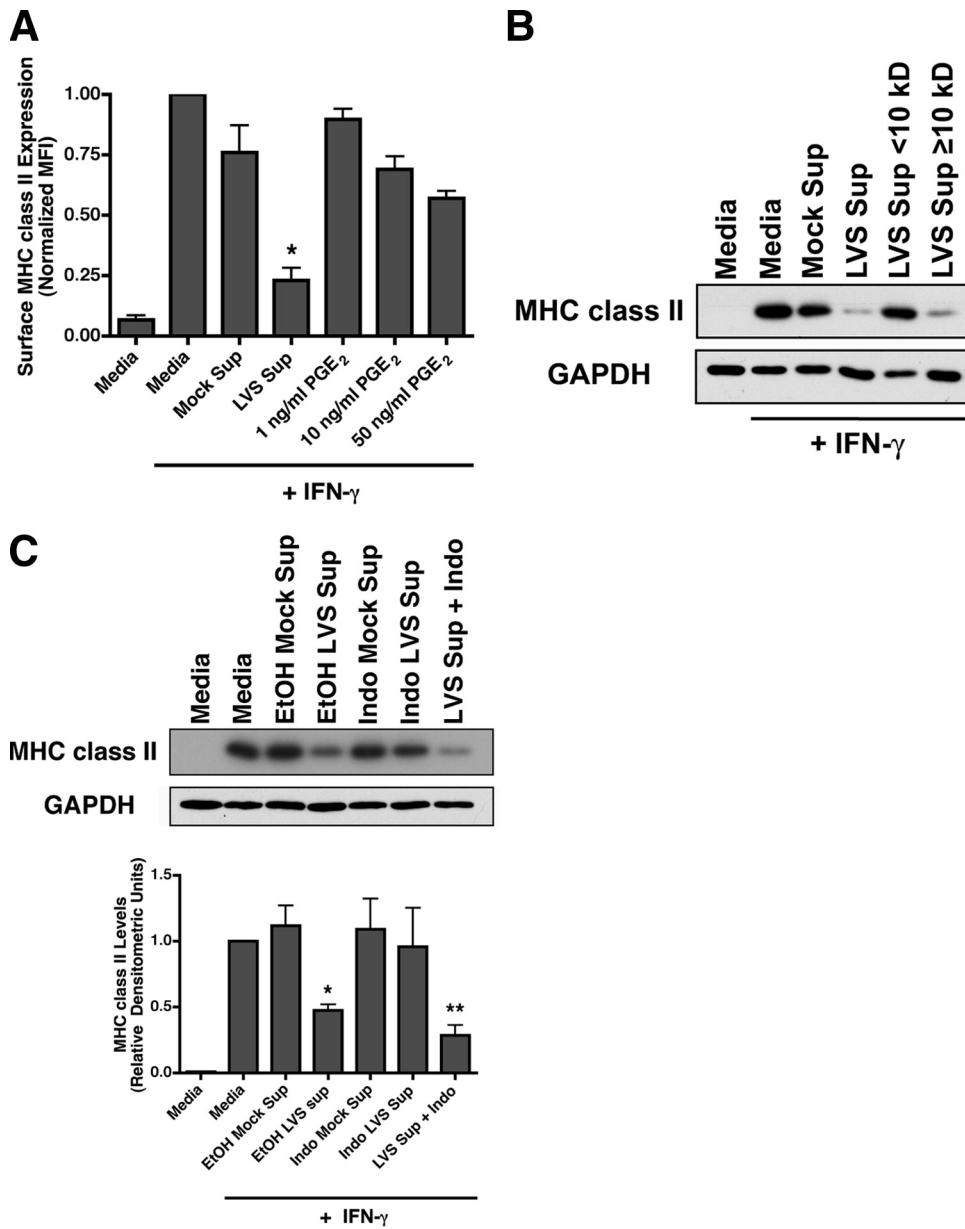 A
Surface MHC class II Expression
(Normalized MFI)
1.00
0.75
0.50
0.25
0.00
*
Media
Media
Mock Sup
LVS Sup
1 ng/ml PGE₂
10 ng/ml PGE₂
50 ng/ml PGE₂
+ IFN-γ
B
Media
Media
Mock Sup
LVS Sup
LVS Sup <10 kD
LVS Sup ≥10 kD
MHC class II
GAPDH
+ IFN-γ
C
Media
Media
EtOH Mock Sup
EtOH LVS Sup
Indo Mock Sup
Indo LVS Sup
LVS Sup + Indo
MHC class II
GAPDH
MHC class II Levels
(Relative Densitometric Units)
1.5
1.0
0.5
0.0
*
**
Media
Media
EtOH Mock Sup
EtOH LVS sup
Indo Mock Sup
Indo LVS Sup
LVS Sup + Indo
+ IFN-γ